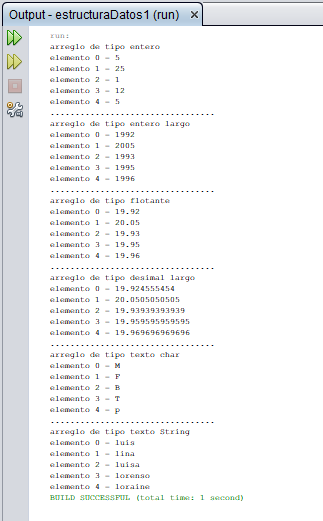 Output - estructuraDatos1 (run)
run:
arreglo de tipo entero
elemento 0 - 5
elemento 1 - 25
elemento 2 - 1
elemento 3 - 12
elemento 4 - 5
---------------------------------
arreglo de tipo entero largo
elemento 0 - 1992
elemento 1 - 2005
elemento 2 - 1993
elemento 3 - 1995
elemento 4 - 1996
---------------------------------
arreglo de tipo flotante
elemento 0 - 19.92
elemento 1 - 20.05
elemento 2 - 19.93
elemento 3 - 19.95
elemento 4 - 19.96
---------------------------------
arreglo de tipo desimal largo
elemento 0 - 19.924555454
elemento 1 - 20.0505050505
elemento 2 - 19.93939393939
elemento 3 - 19.959595959595
elemento 4 - 19.969696969696
---------------------------------
arreglo de tipo texto char
elemento 0 - M
elemento 1 - F
elemento 2 - B
elemento 3 - T
elemento 4 - p
---------------------------------
arreglo de tipo texto String
elemento 0 - luis
elemento 1 - lina
elemento 2 - luisa
elemento 3 - lorenso
elemento 4 - loraine
BUILD SUCCESSFUL (total time: 1 second)